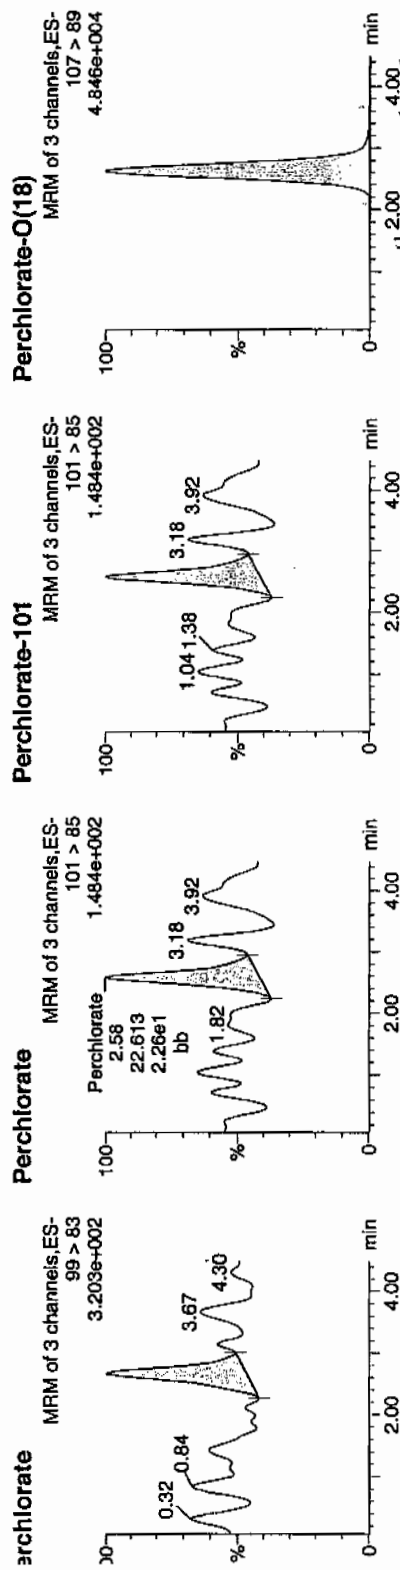 erchlorate
MRM of 3 channels,ES-
99 > 83
3.203e+002
0.32
0.84
3.67
4.30
%
0
2.00
4.00
min
Perchlorate
MRM of 3 channels,ES-
101 > 85
1.484e+002
100
Perchlorate
2.58
22.613
2.26e1
bb
1.82
3.18
3.92
%
0
2.00
4.00
min
Perchlorate-101
MRM of 3 channels,ES-
101 > 85
1.484e+002
100
1.04
1.38
3.18
3.92
%
0
2.00
4.00
min
Perchlorate-O(18)
MRM of 3 channels,ES-
107 > 89
4.846e+004
100
%
0
2.00
4.00
min